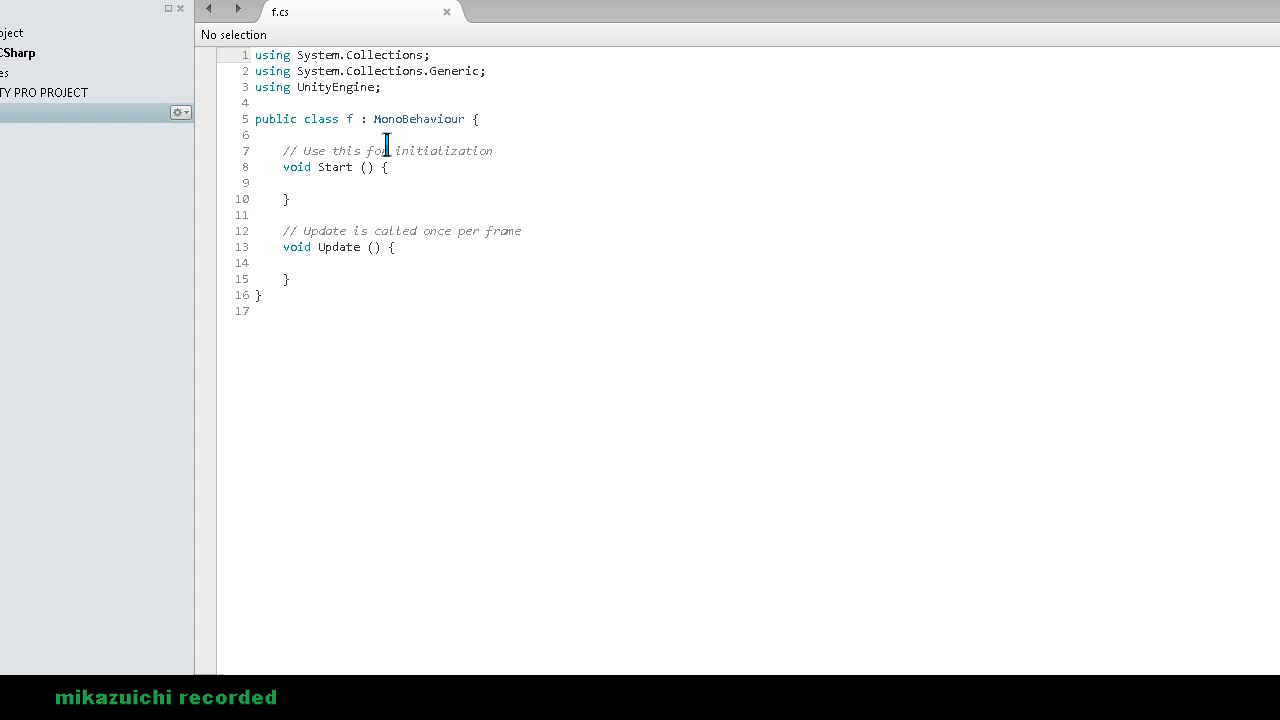 f.cs
oject
No selection
CSharp
es
TY PRO PROJECT
1 using System.Collections;
2 using System.Collections.Generic;
3 using UnityEngine;
4
5 public class f : MonoBehaviour {
6
7 // Use this for initialization
8 void Start () {
9
10 }
11
12 // Update is called once per frame
13 void Update () {
14
15 }
16 }
17
mikazuichi recorded